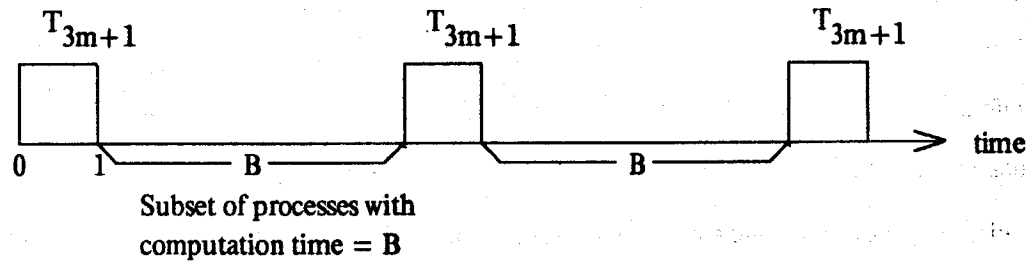 T3m+1 T3m+1 T3m+1
time
0 1 B B
Subset of processes with
computation time = B